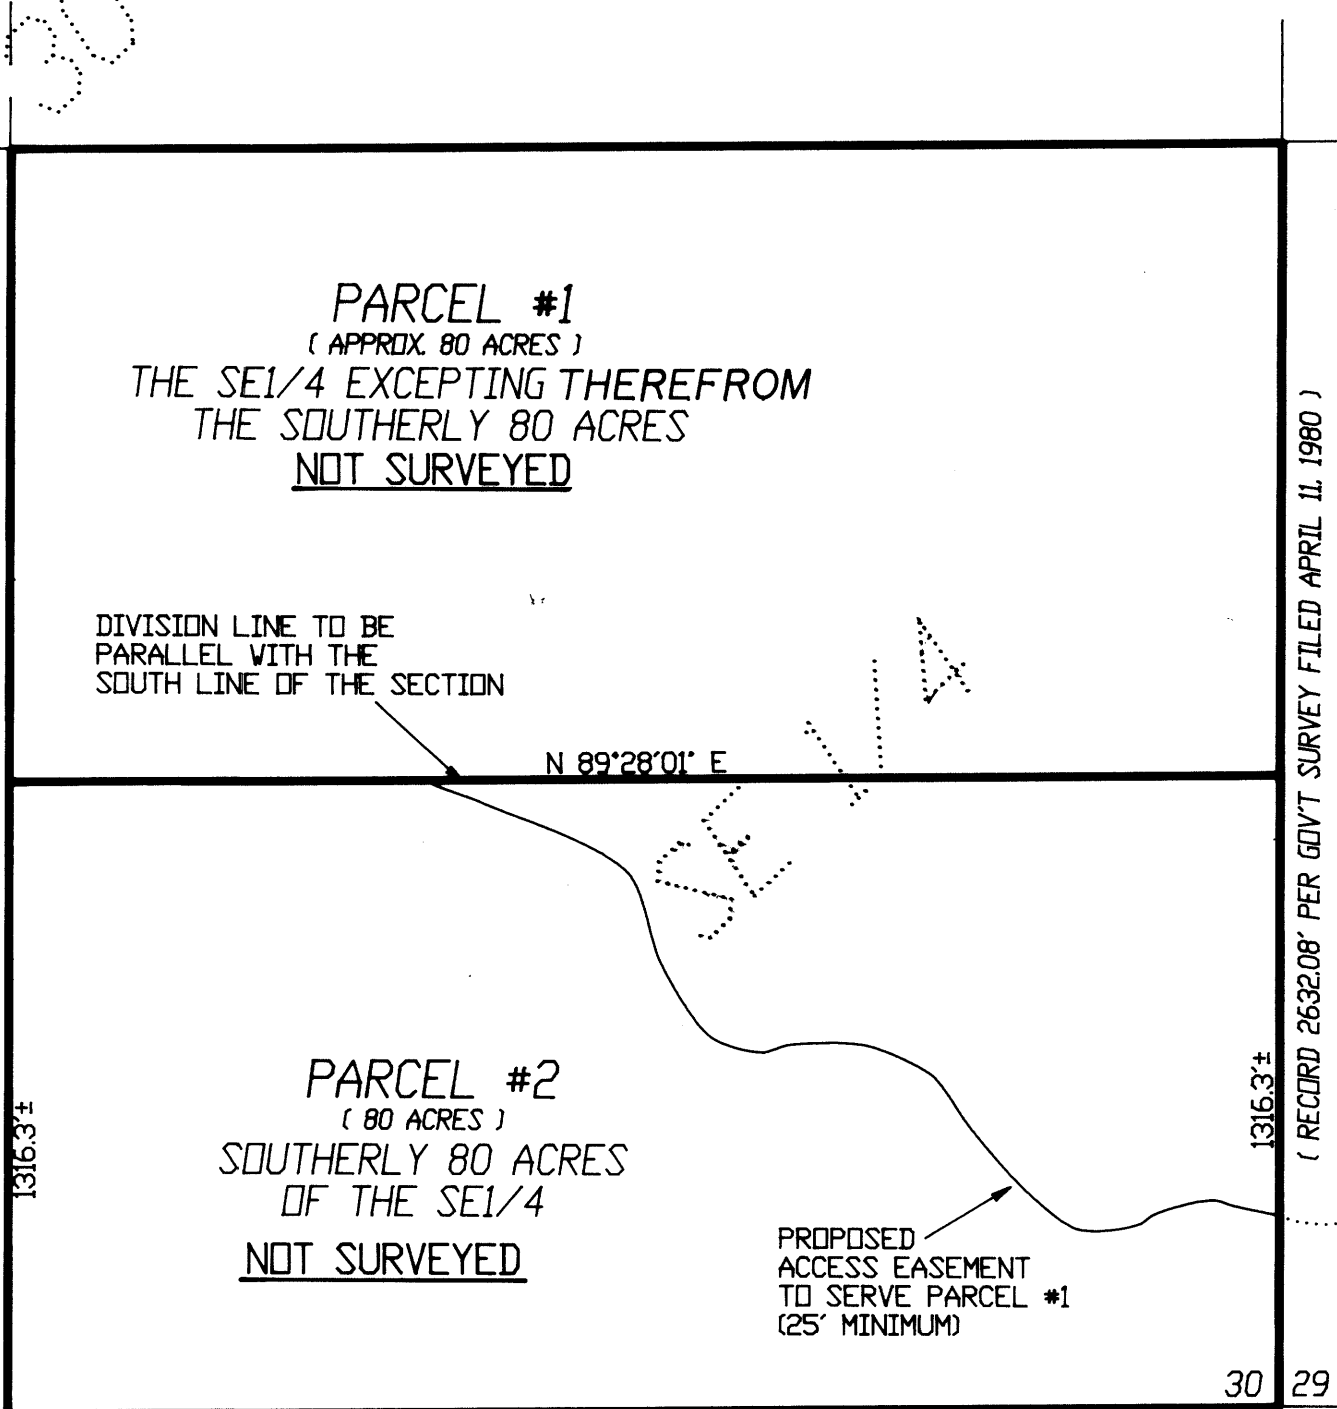 30
PARCEL #1
( APPROX. 80 ACRES )
THE SE1/4 EXCEPTING THEREFROM
THE SOUTHERLY 80 ACRES
NOT SURVEYED
DIVISION LINE TO BE
PARALLEL WITH THE
SOUTH LINE OF THE SECTION
N 89°28'01" E
SE 1/4
( RECORD 2632.08' PER GOV'T SURVEY FILED APRIL 11, 1980 )
PARCEL #2
( 80 ACRES )
SOUTHERLY 80 ACRES
OF THE SE1/4
NOT SURVEYED
1316.3'±
1316.3'±
PROPOSED
ACCESS EASEMENT
TO SERVE PARCEL #1
(25' MINIMUM)
30 29